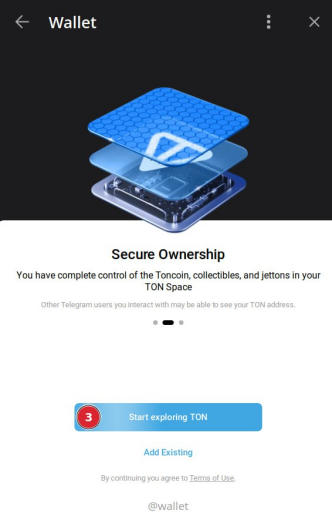 Wallet
Secure Ownership
You have complete control of the Toncoin, collectibles, and jettons in your
TON Space
Other Telegram users you interact with may be able to see your TON address.
3
Start exploring TON
Add Existing
By continuing you agree to Terms of Use.
@wallet